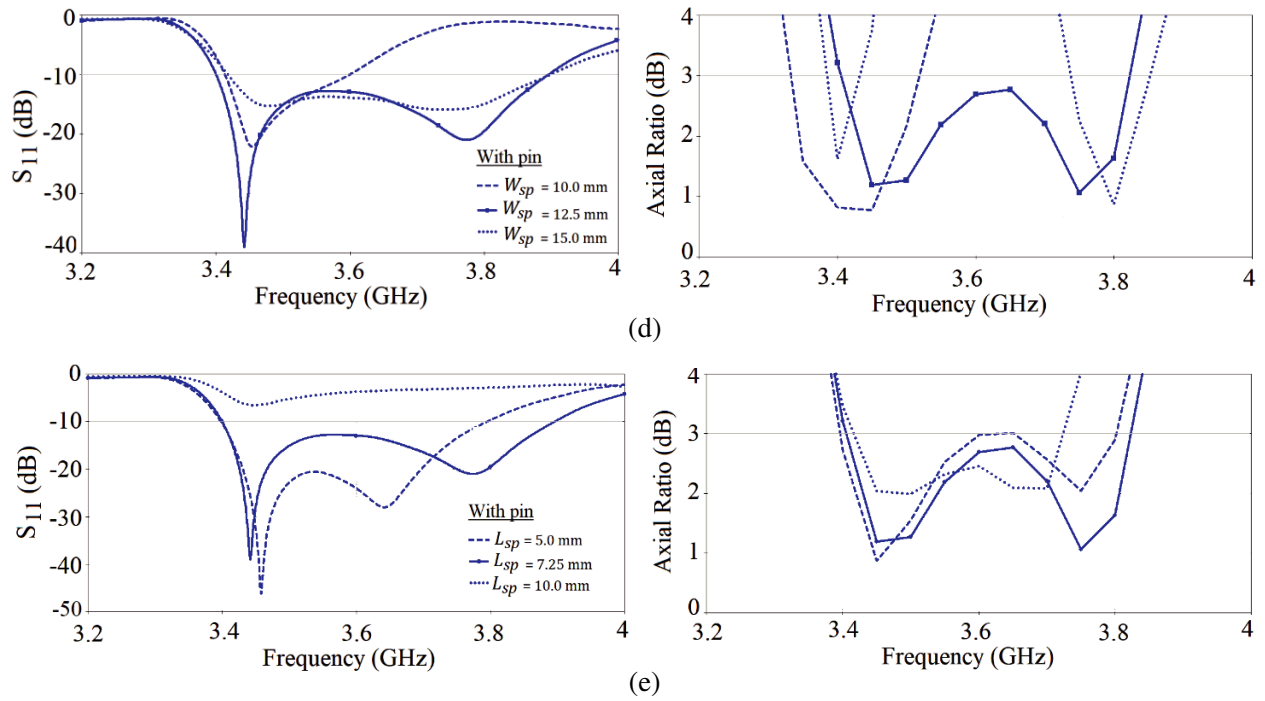 0
-10
-20
-30
-40
S11 (dB)
3.2
3.4
3.6
3.8
4
Frequency (GHz)
With pin
Wsp = 10.0 mm
Wsp = 12.5 mm
Wsp = 15.0 mm
4
3
2
1
0
Axial Ratio (dB)
3.2
3.4
3.6
3.8
4
Frequency (GHz)
(d)
0
-10
-20
-30
-40
-50
S11 (dB)
3.2
3.4
3.6
3.8
4
Frequency (GHz)
With pin
Lsp = 5.0 mm
Lsp = 7.25 mm
Lsp = 10.0 mm
4
3
2
1
0
Axial Ratio (dB)
3.2
3.4
3.6
3.8
4
Frequency (GHz)
(e)